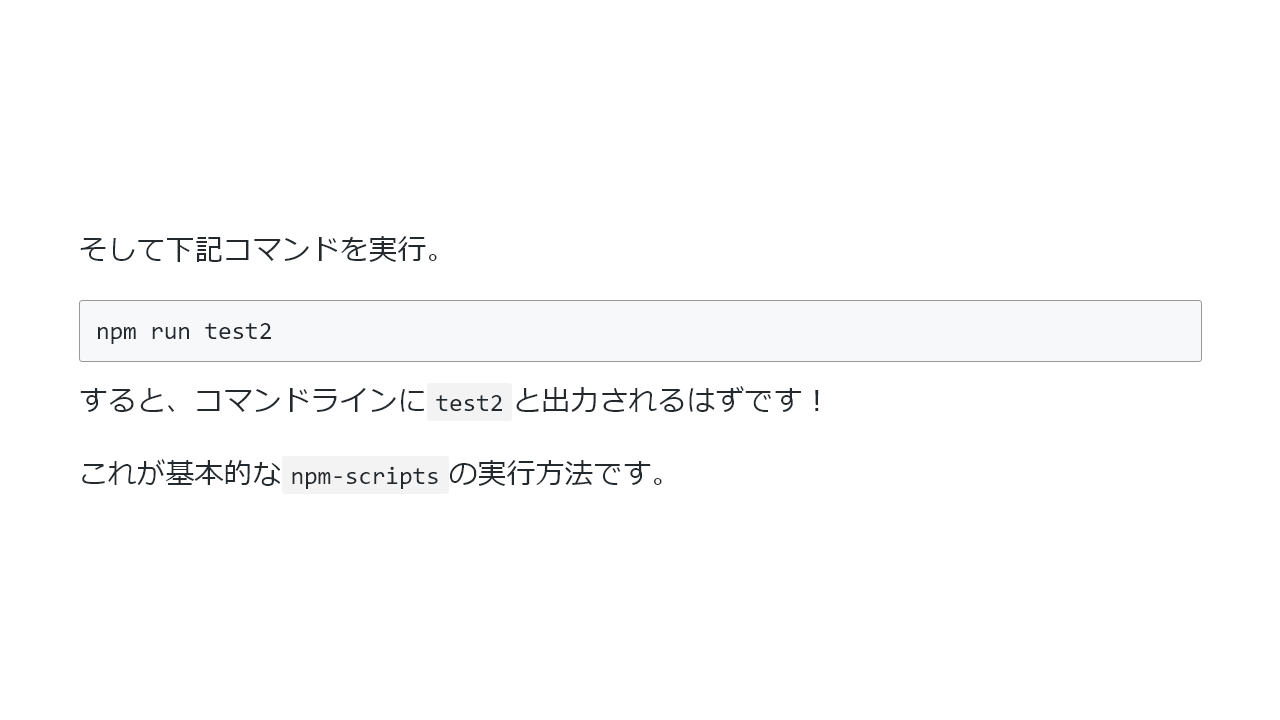 そして下記コマンドを実行。
npm run test2
すると、コマンドラインにtest2と出力されるはずです！
これが基本的なnpm-scriptsの実行方法です。